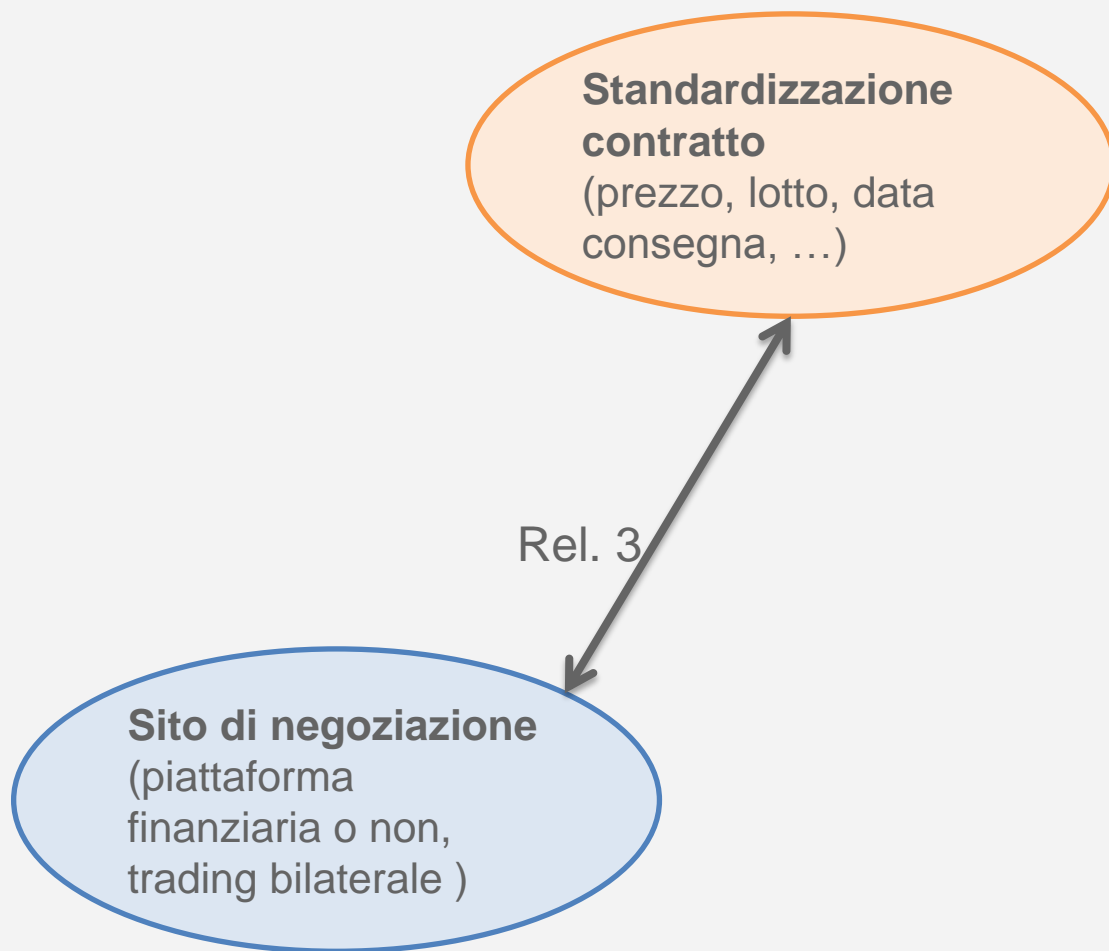 Standardizzazione
contratto
(prezzo, lotto, data
consegna, …)
Rel. 3
Sito di negoziazione
(piattaforma
finanziaria o non,
trading bilaterale )